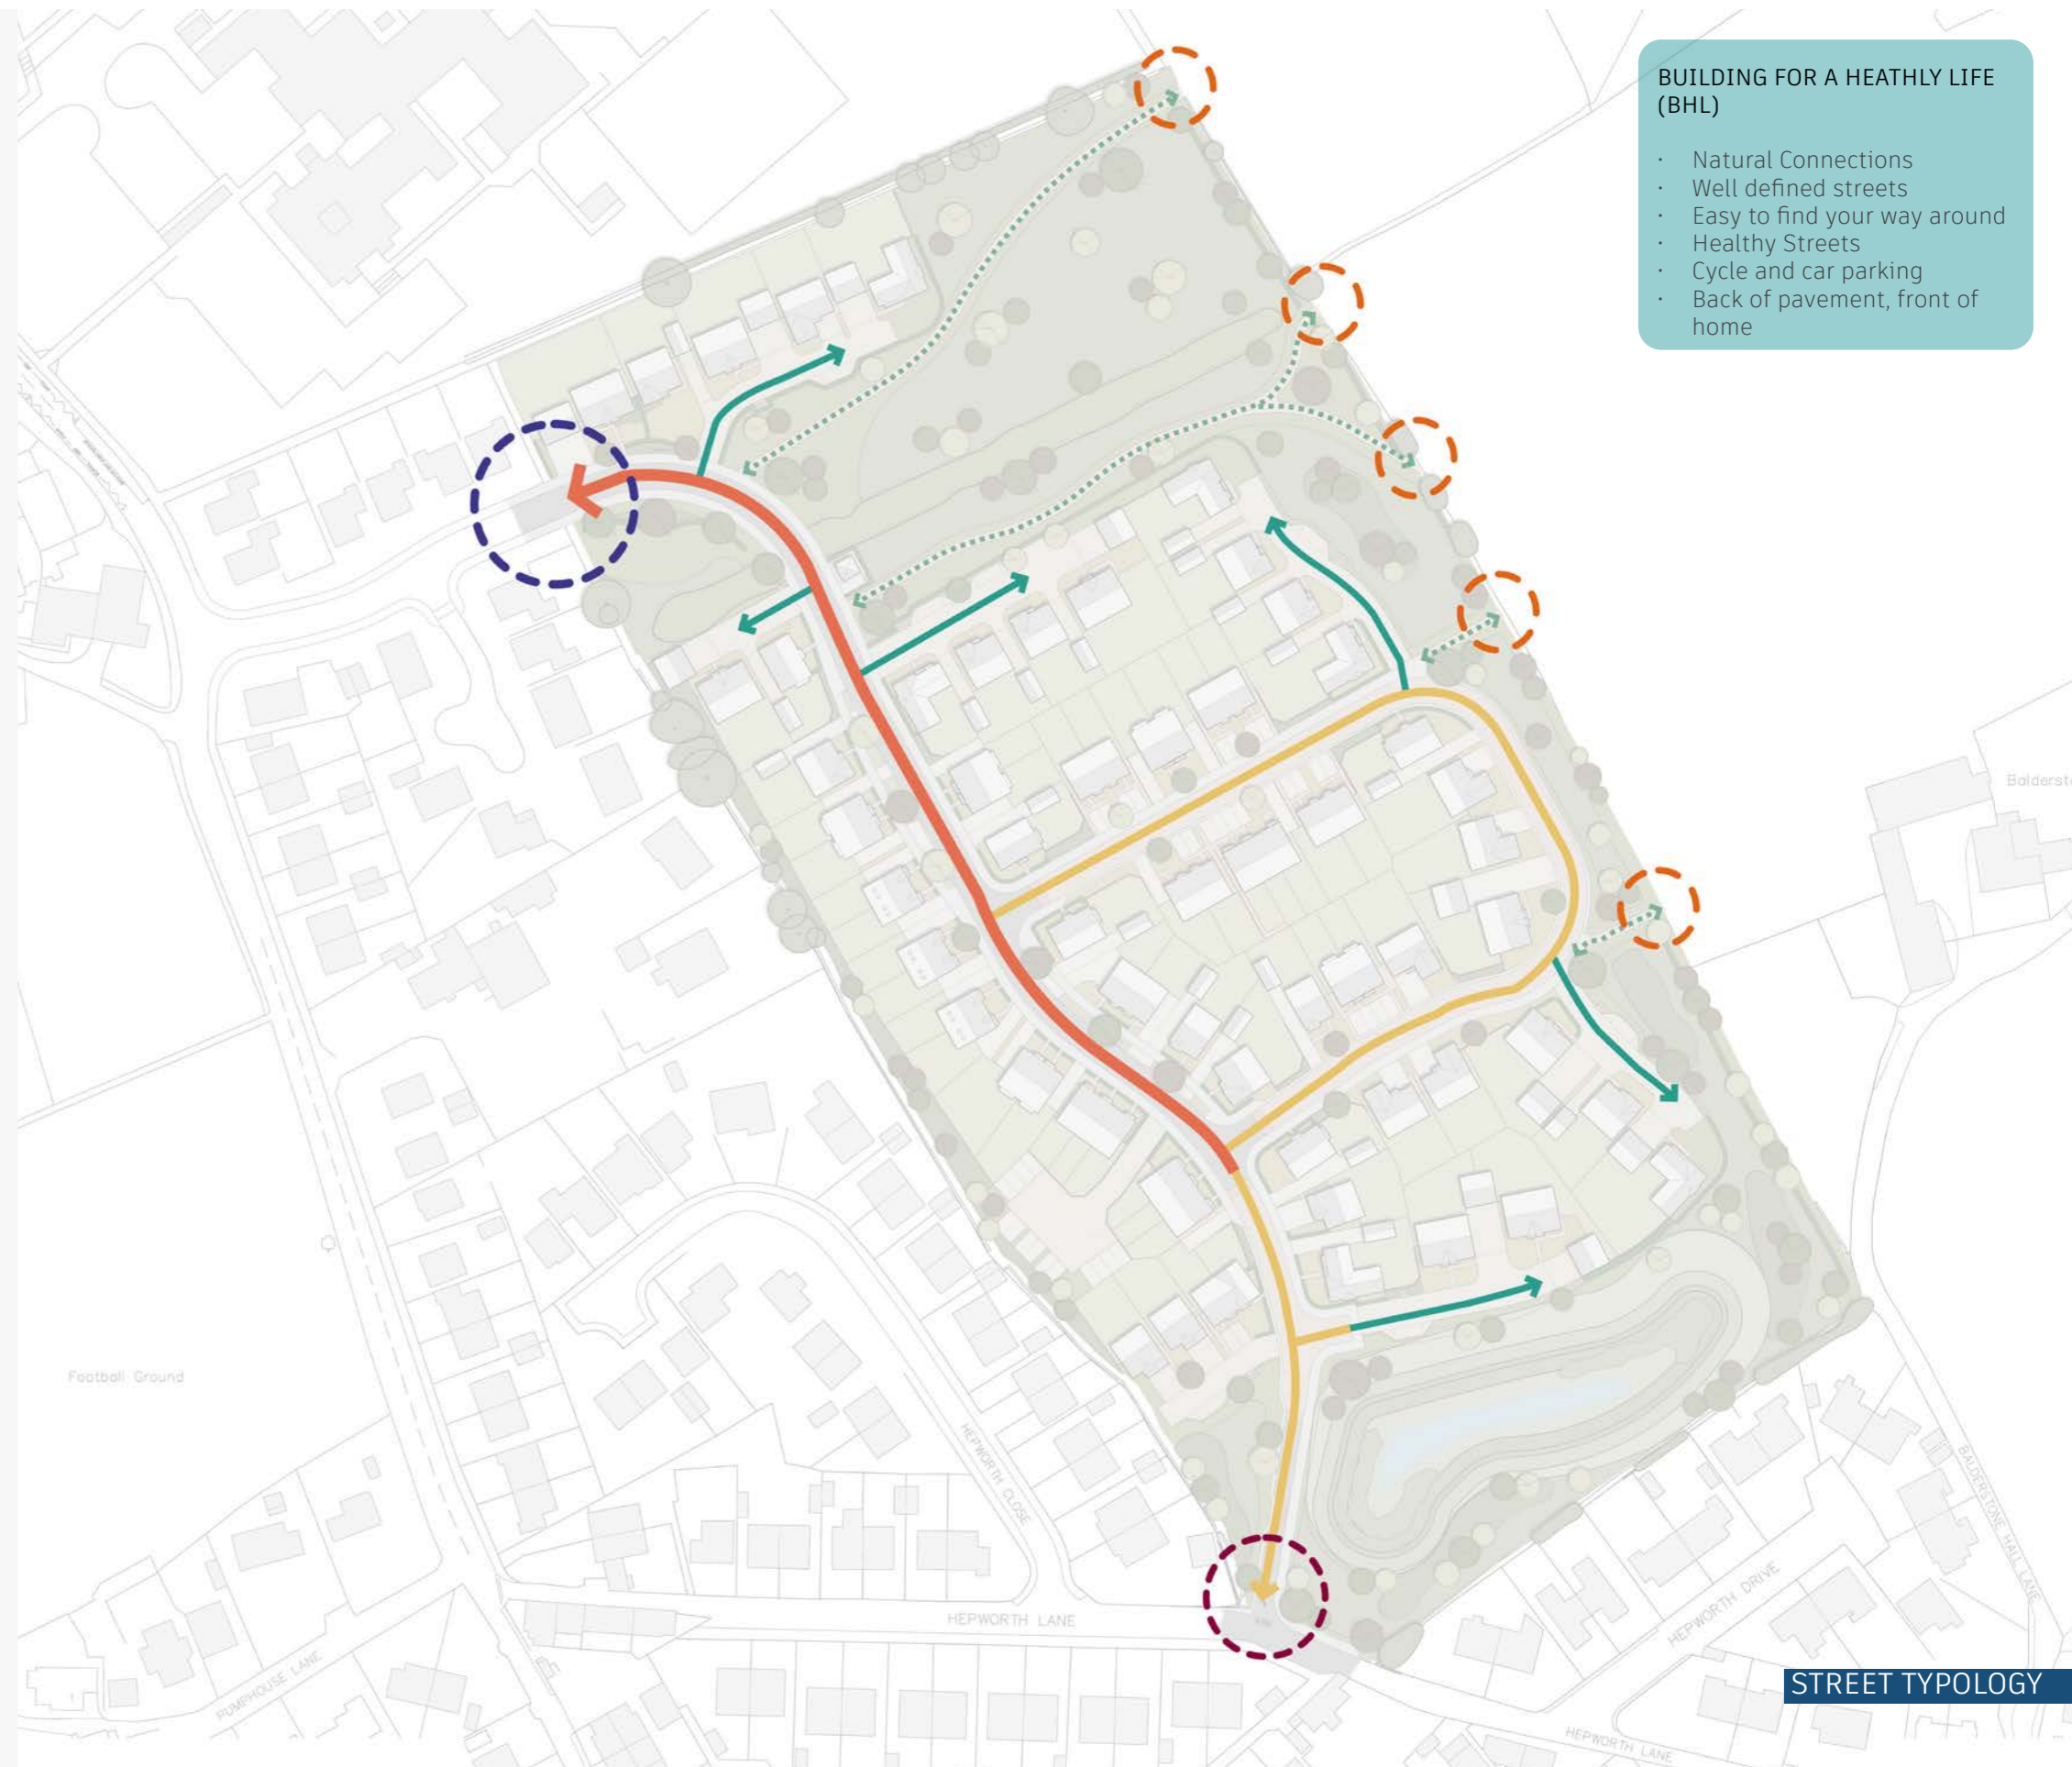 BUILDING FOR A HEATHLY LIFE
(BHL)
· Natural Connections
· Well defined streets
· Easy to find your way around
· Healthy Streets
· Cycle and car parking
· Back of pavement, front of
home
Football Ground
HEPWORTH CLOSE
BALDERSTONE HALL LANE
HEPWORTH LANE
HEPWORTH DRIVE
PUMPHOUSE LANE
STREET TYPOLOGY
HEPWORTH LANE